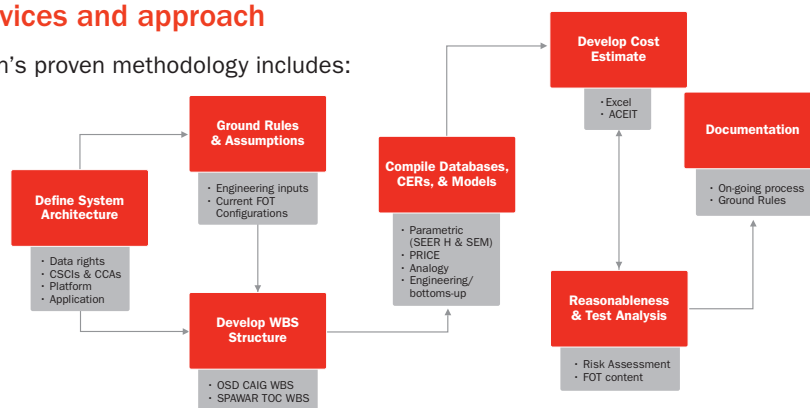 vices and approach
n's proven methodology includes:
Define System
Architecture
· Data rights
· CSCIs & CCAs
· Platform
· Application
Ground Rules
& Assumptions
· Engineering inputs
· Current FOT
Configurations
Develop WBS
Structure
· OSD CAIG WBS
· SPAWAR TOC WBS
Compile Databases,
CERs, & Models
· Parametric
(SEER H & SEM)
· PRICE
· Analogy
· Engineering/
bottoms-up
Develop Cost
Estimate
· Excel
· ACEIT
Reasonableness
& Test Analysis
· Risk Assessment
· FOT content
Documentation
· On-going process
· Ground Rules